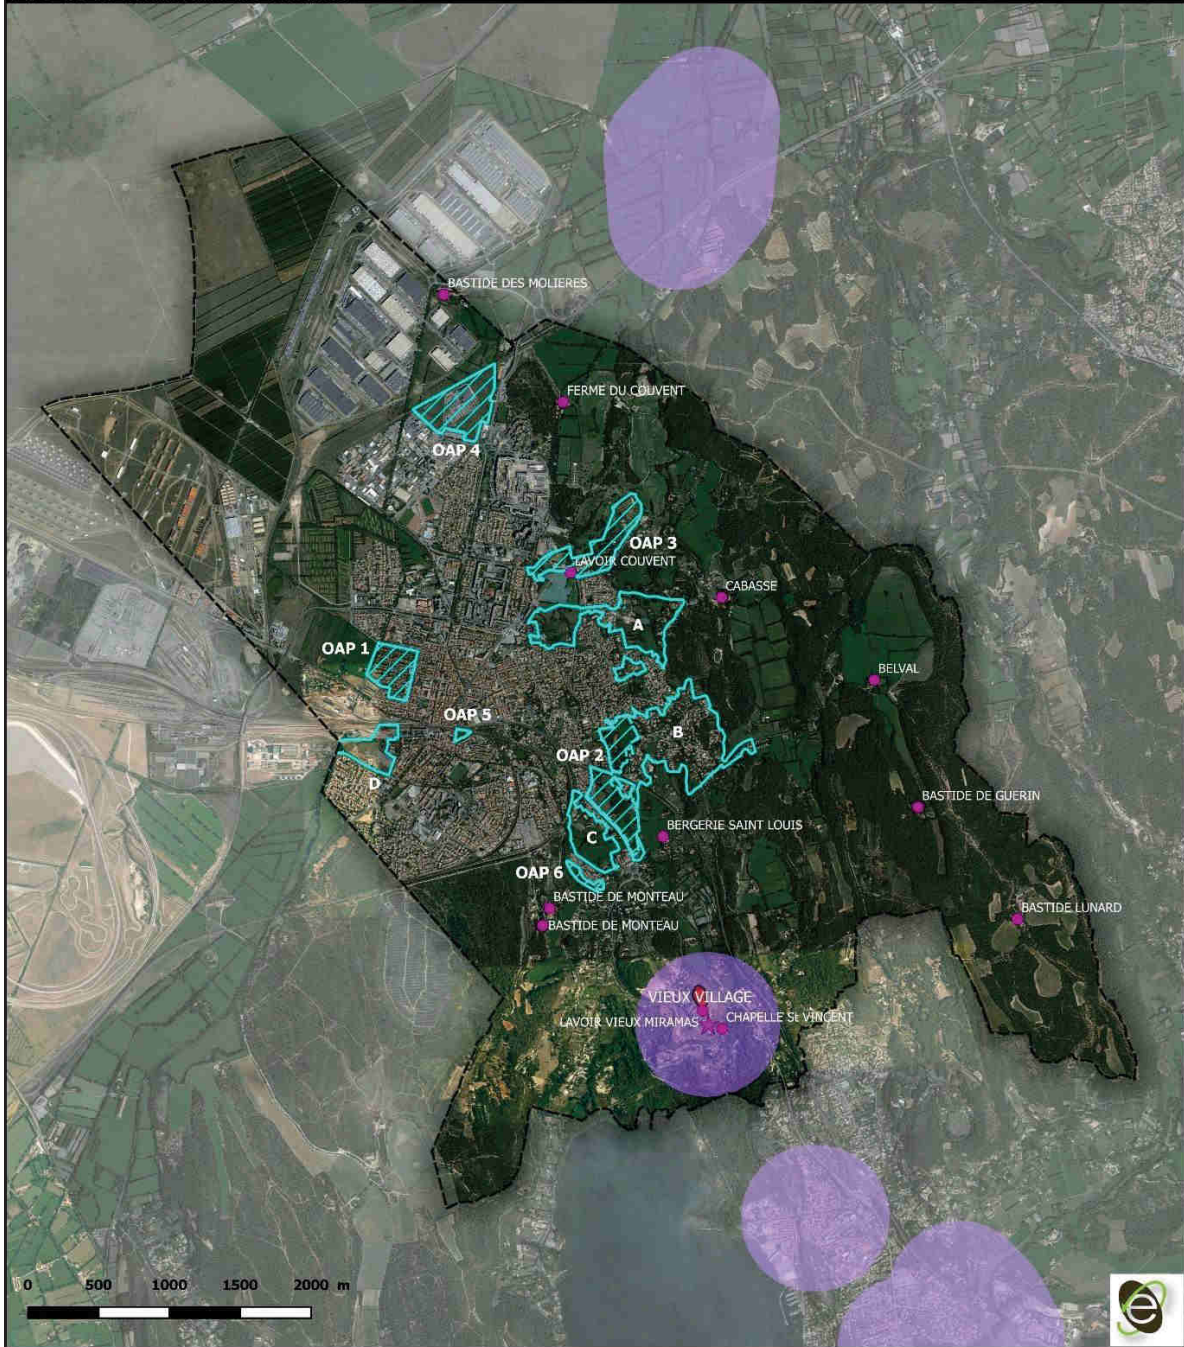 BASTIDE DES MOLIERES
FERME DU COUVENT
OAP 4
OAP 3
LAVOIR COUVENT
CABASSE
A
OAP 1
BELVAL
OAP 5
B
OAP 2
D
BASTIDE DE GUERIN
BERGERIE SAINT LOUIS
C
OAP 6
BASTIDE DE MONTEAU
BASTIDE LUNARD
BASTIDE DE MONTEAU
VIEUX VILLAGE
LAVOIR VIEUX MIRAMAS
CHAPELLE St VINCENT
0 500 1000 1500 2000 m
e